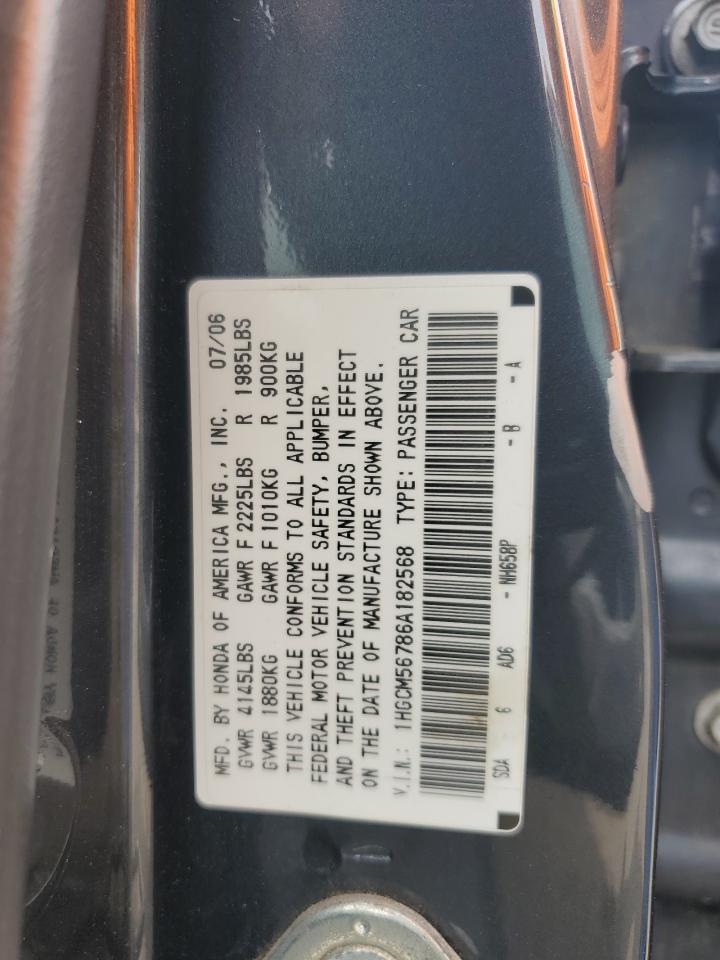 MFD. BY HONDA OF AMERICA MFG., INC. 07/06
GVWR 4145LBS GAWR F 2225LBS R 1985LBS
GVWR 1880KG GAWR F 1010KG R 900KG
THIS VEHICLE CONFORMS TO ALL APPLICABLE
FEDERAL MOTOR VEHICLE SAFETY, BUMPER,
AND THEFT PREVENTION STANDARDS IN EFFECT
ON THE DATE OF MANUFACTURE SHOWN ABOVE.
V.I.N.: 1HGCM56786A182568 TYPE: PASSENGER CAR
SDA 6 AD6 - NH658P - B - A